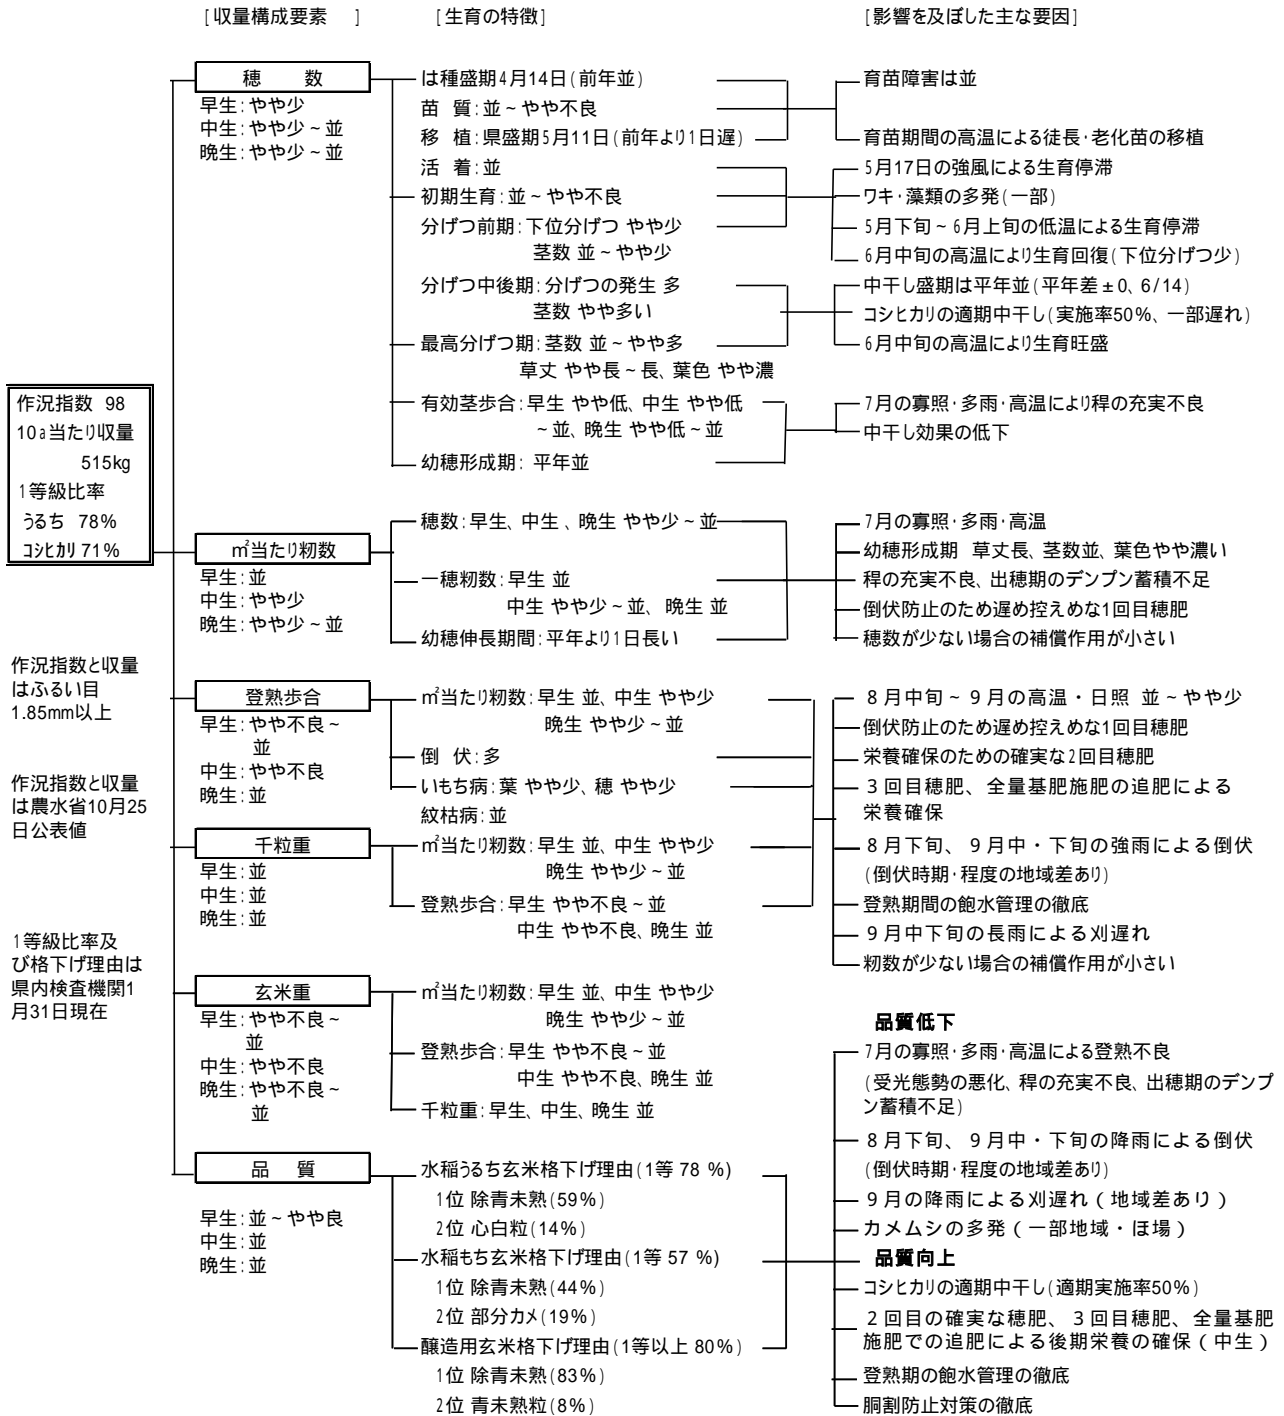 [収量構成要素　]
[生育の特徴]
[影響を及ぼした主な要因]
作況指数 98
10a当たり収量
515kg
1等級比率
うるち 78%
コシヒカリ 71%
作況指数と収量
はふるい目
1.85mm以上
作況指数と収量
は農水省10月25
日公表値
1等級比率及
び格下げ理由は
県内検査機関1
月31日現在
穂　　数
早生:やや少
中生:やや少～並
晩生:やや少～並
は種盛期4月14日(前年並)
苗　質:並～やや不良
移　植:県盛期5月11日(前年より1日遅)
活　着:並
初期生育:並～やや不良
分げつ前期:下位分げつ やや少
茎数 並～やや少
分げつ中後期:分げつの発生 多
茎数 やや多い
最高分げつ期:茎数 並～やや多
草丈 やや長～長、葉色 やや濃
有効茎歩合:早生 やや低、中生 やや低
～並、晩生 やや低～並
幼穂形成期: 平年並
育苗障害は並
育苗期間の高温による徒長・老化苗の移植
5月17日の強風による生育停滞
ワキ・藻類の多発(一部)
5月下旬～6月上旬の低温による生育停滞
6月中旬の高温により生育回復(下位分げつ少)
中干し盛期は平年並(平年差±0、6/14)
コシヒカリの適期中干し(実施率50%、一部遅れ)
6月中旬の高温により生育旺盛
7月の寡照・多雨・高温により稈の充実不良
中干し効果の低下
㎡当たり籾数
早生:並
中生:やや少
晩生:やや少～並
穂数:早生、中生、晩生 やや少～並
一穂籾数:早生 並
中生 やや少～並、晩生 並
幼穂伸長期間:平年より1日長い
7月の寡照・多雨・高温
幼穂形成期 草丈長、茎数並、葉色やや濃い
稈の充実不良、出穂期のデンプン蓄積不足
倒伏防止のため遅め控えめな1回目穂肥
穂数が少ない場合の補償作用が小さい
登熟歩合
早生:やや不良～
並
中生:やや不良
晩生:並
㎡当たり籾数:早生 並、中生 やや少
晩生 やや少～並
倒 伏:多
いもち病:葉 やや少、穂 やや少
紋枯病:並
千粒重
早生:並
中生:並
晩生:並
㎡当たり籾数:早生 並、中生 やや少
晩生 やや少～並
登熟歩合:早生 やや不良～並
中生 やや不良、晩生 並
８月中旬～９月の高温・日照 並～やや少
倒伏防止のため遅め控えめな1回目穂肥
栄養確保のための確実な2回目穂肥
３回目穂肥、全量基肥施肥の追肥による
栄養確保
８月下旬、９月中・下旬の強雨による倒伏
(倒伏時期・程度の地域差あり)
登熟期間の飽水管理の徹底
９月中下旬の長雨による刈遅れ
籾数が少ない場合の補償作用が小さい
玄米重
早生:やや不良～
並
中生:やや不良
晩生:やや不良～
並
㎡当たり籾数:早生 並、中生 やや少
晩生 やや少～並
登熟歩合:早生 やや不良～並
中生 やや不良、晩生 並
千粒重:早生、中生、晩生 並
品　質
早生:並～やや良
中生:並
晩生:並
水稲うるち玄米格下げ理由(1等 78 %)
1位 除青未熟(59%)
2位 心白粒(14%)
水稲もち玄米格下げ理由(1等 57 %)
1位 除青未熟(44%)
2位 部分カメ(19%)
醸造用玄米格下げ理由(1等以上 80%)
1位 除青未熟(83%)
2位 青未熟粒(8%)
品質低下
7月の寡照・多雨・高温による登熟不良
(受光態勢の悪化、稈の充実不良、出穂期のデンプ
ン蓄積不足)
８月下旬、９月中・下旬の降雨による倒伏
(倒伏時期・程度の地域差あり)
９月の降雨による刈遅れ（地域差あり）
カメムシの多発（一部地域・ほ場）
品質向上
コシヒカリの適期中干し(適期実施率50%)
２回目の確実な穂肥、３回目穂肥、全量基肥
施肥での追肥による後期栄養の確保（中生）
登熟期の飽水管理の徹底
胴割防止対策の徹底